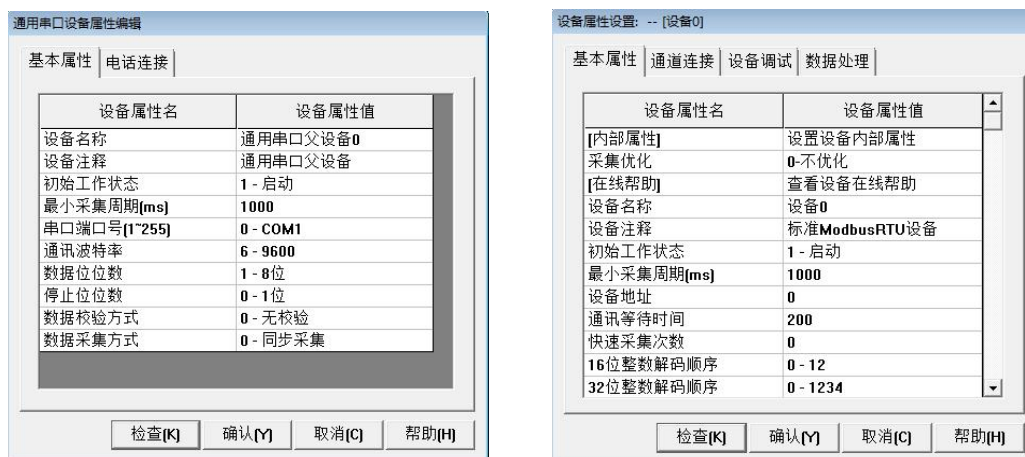 通用串口设备属性编辑
基本属性 电话连接
设备属性名 设备属性值
设备名称 通用串口父设备0
设备注释 通用串口父设备
初始工作状态 1 - 启动
最小采集周期(ms) 1000
串口端口号(1~255) 0 - COM1
通讯波特率 6 - 9600
数据位位数 1 - 8位
停止位位数 0 - 1位
数据校验方式 0 - 无校验
数据采集方式 0 - 同步采集
检查(K) 确认(Y) 取消(C) 帮助(H)
设备属性设置: -- [设备0]
基本属性 通道连接 设备调试 数据处理
设备属性名 设备属性值
[内部属性] 设置设备内部属性
采集优化 0-不优化
[在线帮助] 查看设备在线帮助
设备名称 设备0
设备注释 标准ModbusRTU设备
初始工作状态 1 - 启动
最小采集周期(ms) 1000
设备地址 0
通讯等待时间 200
快速采集次数 0
16位整数解码顺序 0 - 12
32位整数解码顺序 0 - 1234
检查(K) 确认(Y) 取消(C) 帮助(H)